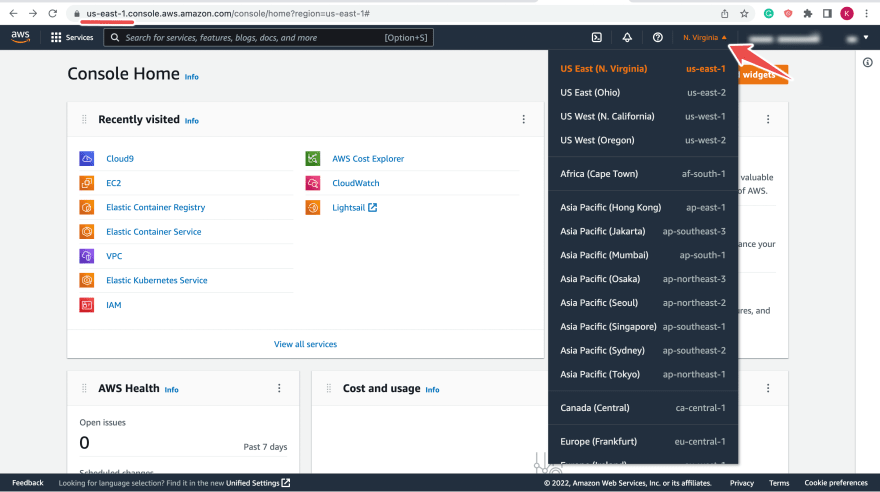 us-east-1.console.aws.amazon.com/console/home?region=us-east-1#
K
aws
Services
Search for services, features, blogs, docs, and more
[Option+S]
N. Virginia
Console Home Info
widgets
Recently visited Info
Cloud9
EC2
Elastic Container Registry
Elastic Container Service
VPC
Elastic Kubernetes Service
IAM
AWS Cost Explorer
CloudWatch
Lightsail
View all services
US East (N. Virginia) us-east-1
US East (Ohio) us-east-2
US West (N. California) us-west-1
US West (Oregon) us-west-2
Africa (Cape Town) af-south-1
Asia Pacific (Hong Kong) ap-east-1
Asia Pacific (Jakarta) ap-southeast-3
Asia Pacific (Mumbai) ap-south-1
Asia Pacific (Osaka) ap-northeast-3
Asia Pacific (Seoul) ap-northeast-2
Asia Pacific (Singapore) ap-southeast-1
Asia Pacific (Sydney) ap-southeast-2
Asia Pacific (Tokyo) ap-northeast-1
Canada (Central) ca-central-1
Europe (Frankfurt) eu-central-1
valuable
of AWS.
ance your
res, and
AWS Health Info
Open issues
0
Past 7 days
Scheduled changes
Cost and usage Info
Feedback
Looking for language selection? Find it in the new Unified Settings
© 2022, Amazon Web Services, Inc. or its affiliates.
Privacy
Terms
Cookie preferences